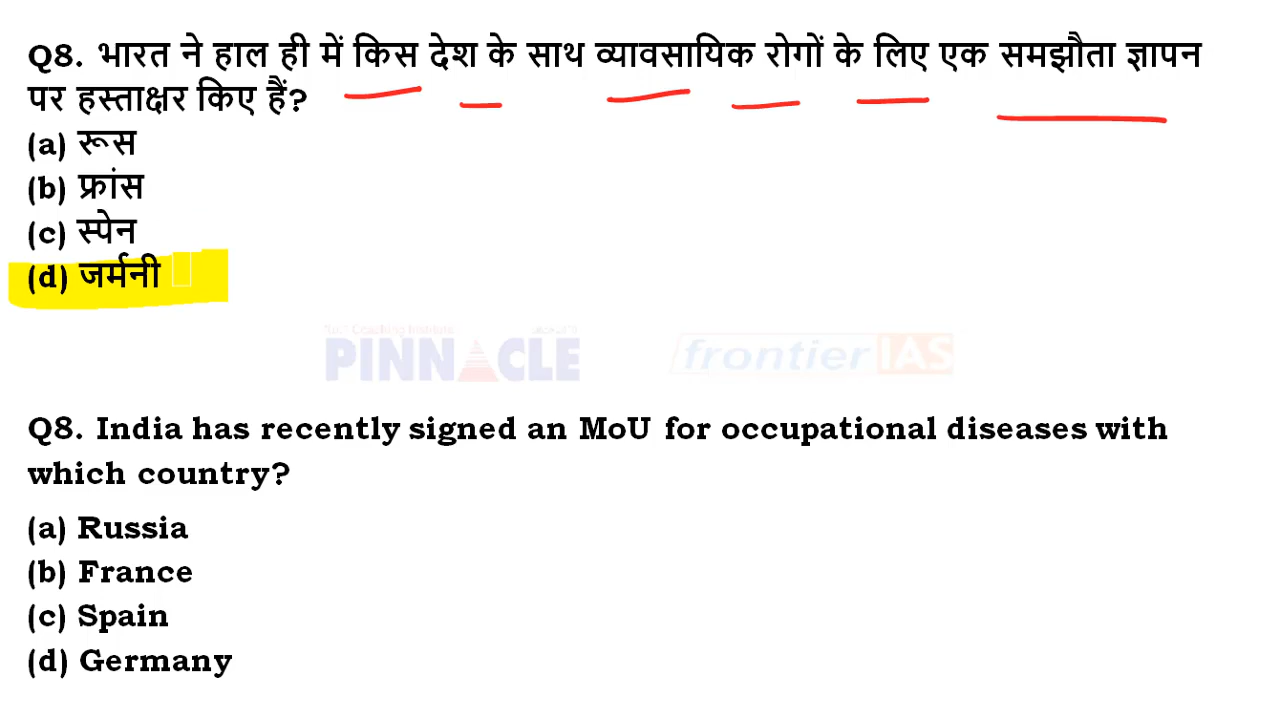 Q8. भारत ने हाल ही में किस देश के साथ व्यावसायिक रोगों के लिए एक समझौता ज्ञापन
पर हस्ताक्षर किए हैं?
(a) रूस
(b) फ्रांस
(c) स्पेन
(d) जर्मनी
PINNACLE frontier IAS
Q8. India has recently signed an MoU for occupational diseases with
which country?
(a) Russia
(b) France
(c) Spain
(d) Germany